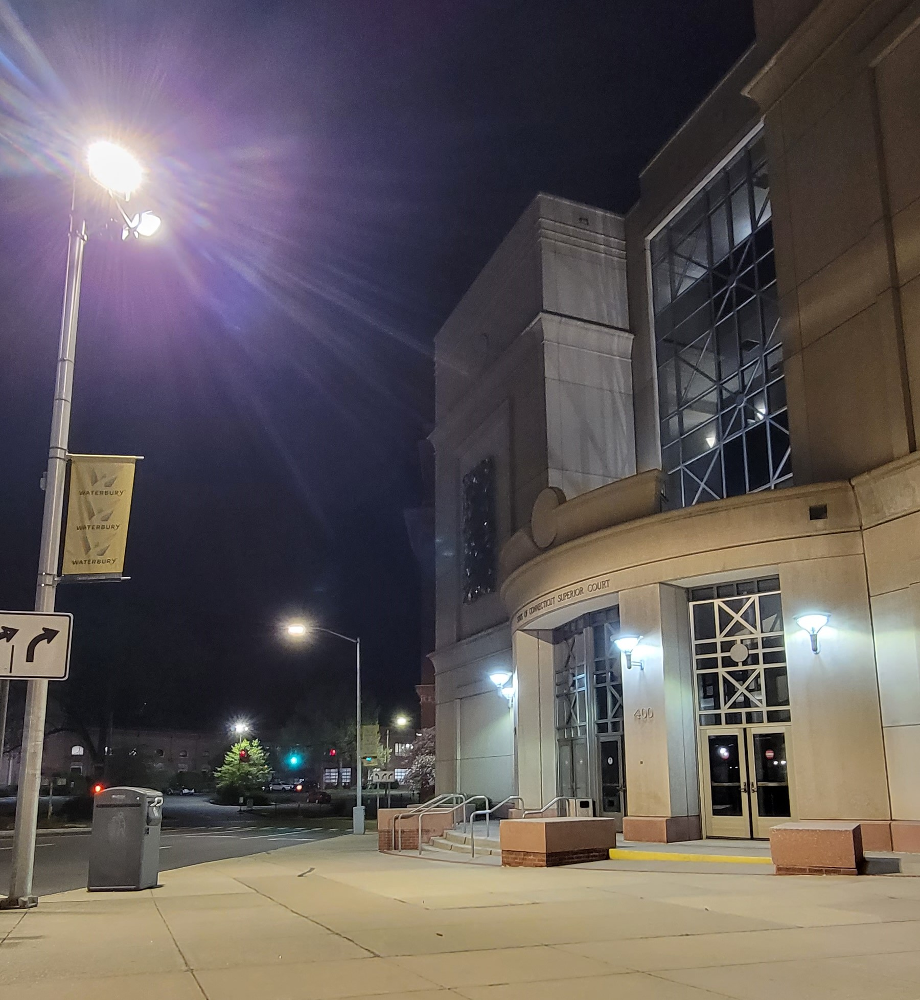 WATERBURY
WATERBURY
WATERBURY
STATE OF CONNECTICUT SUPERIOR COURT
400